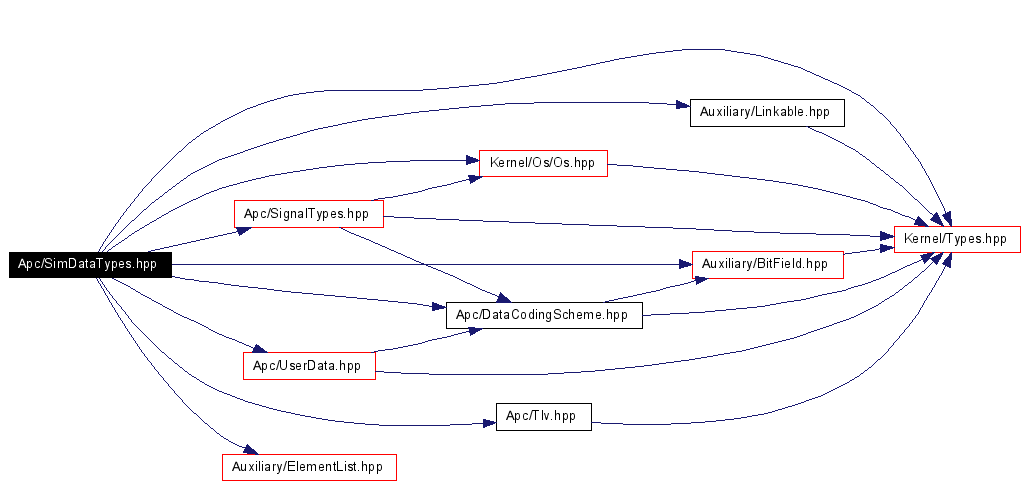 Auxiliary/Linkable.hpp
Kernel/Os/Os.hpp
Apc/SignalTypes.hpp
Kernel/Types.hpp
Apc/SimDataTypes.hpp
Auxiliary/BitField.hpp
Apc/DataCodingScheme.hpp
Apc/UserData.hpp
Apc/Tlv.hpp
Auxiliary/ElementList.hpp